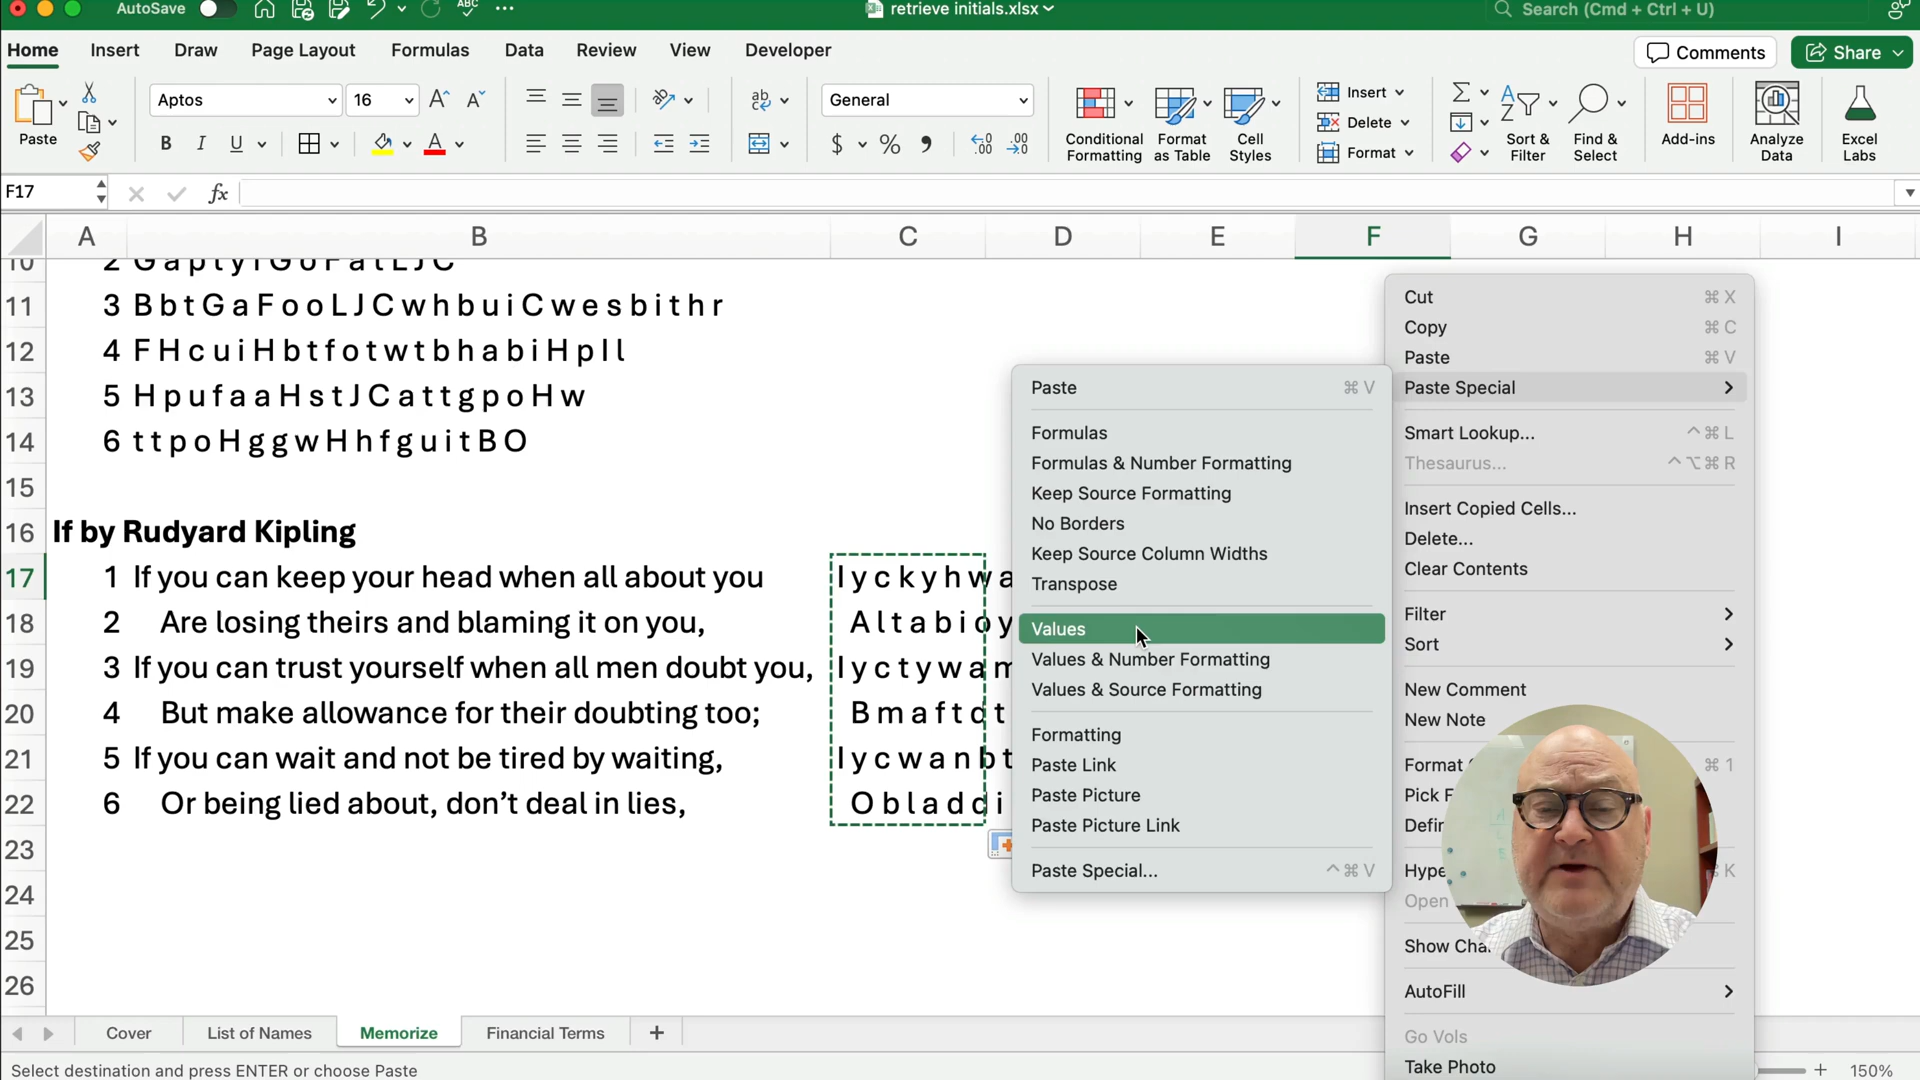 AutoSave
ABC
retrieve initials.xlsx
Search (Cmd + Ctrl + U)
Home Insert Draw Page Layout Formulas Data Review View Developer
Comments
Share
Paste
Aptos
16
General
Conditional Formatting
Format as Table
Cell Styles
Insert
Delete
Format
Sort & Filter
Find & Select
Add-ins
Analyze Data
Excel Labs
F17
fx
A B C D E F G H I
10 2 G a p t y i G o F a t L J C
11 3 B b t G a F o o L J C w h b u i C w e s b i t h r
12 4 F H c u i H b t f o t w t b h a b i H p I l
13 5 H p u f a a H s t J C a t t g p o H w
14 6 t t p o H g g w H h f g u i t B O
15
16 If by Rudyard Kipling
17 1 If you can keep your head when all about you I y c k y h w a
18 2 Are losing theirs and blaming it on you, A l t a b i o y
19 3 If you can trust yourself when all men doubt you, I y c t y w a m
20 4 But make allowance for their doubting too; B m a f t d t
21 5 If you can wait and not be tired by waiting, I y c w a n b t
22 6 Or being lied about, don’t deal in lies, O b l a d d i
23
24
25
26
Paste ⌘ V
Formulas
Formulas & Number Formatting
Keep Source Formatting
No Borders
Keep Source Column Widths
Transpose
Values
Values & Number Formatting
Values & Source Formatting
Formatting
Paste Link
Paste Picture
Paste Picture Link
Paste Special... ^ ⌘ V
Cut ⌘ X
Copy ⌘ C
Paste ⌘ V
Paste Special
Smart Lookup... ^ ⌘ L
Thesaurus... ^ ⌥ ⌘ R
Insert Copied Cells...
Delete...
Clear Contents
Filter
Sort
New Comment
New Note
Format ⌘ 1
Pick
Open
Show
AutoFill
Go Vols
Take Photo
Cover
List of Names
Memorize
Financial Terms
Select destination and press ENTER or choose Paste
150%